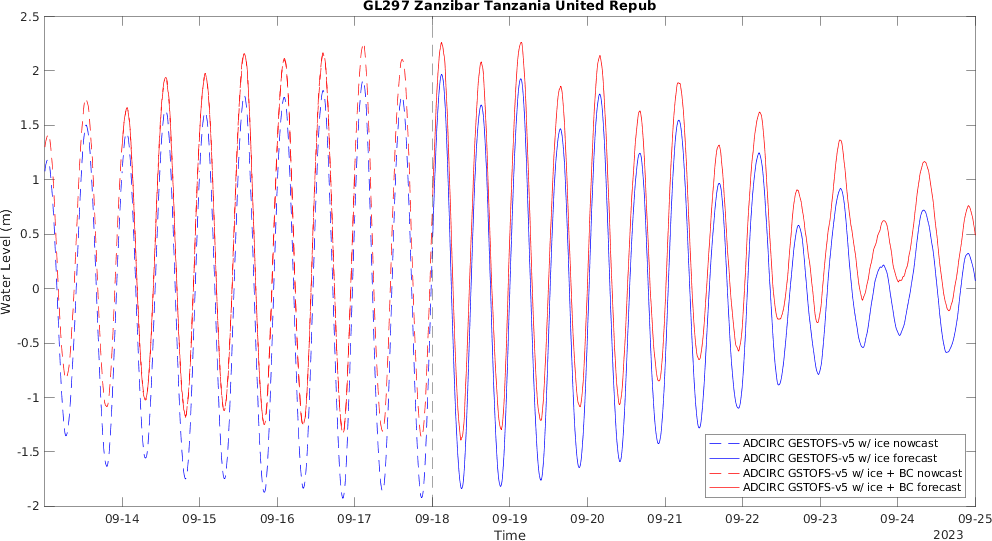 GL297 Zanzibar Tanzania United Repub
Water Level (m)
2.5
2
1.5
1
0.5
0
-0.5
-1
-1.5
-2
ADCIRC GESTOFS-v5 w/ ice nowcast
ADCIRC GESTOFS-v5 w/ ice forecast
ADCIRC GSTOFS-v5 w/ ice + BC nowcast
ADCIRC GSTOFS-v5 w/ ice + BC forecast
09-14 09-15 09-16 09-17 09-18 09-19 09-20 09-21 09-22 09-23 09-24 09-25
Time
2023